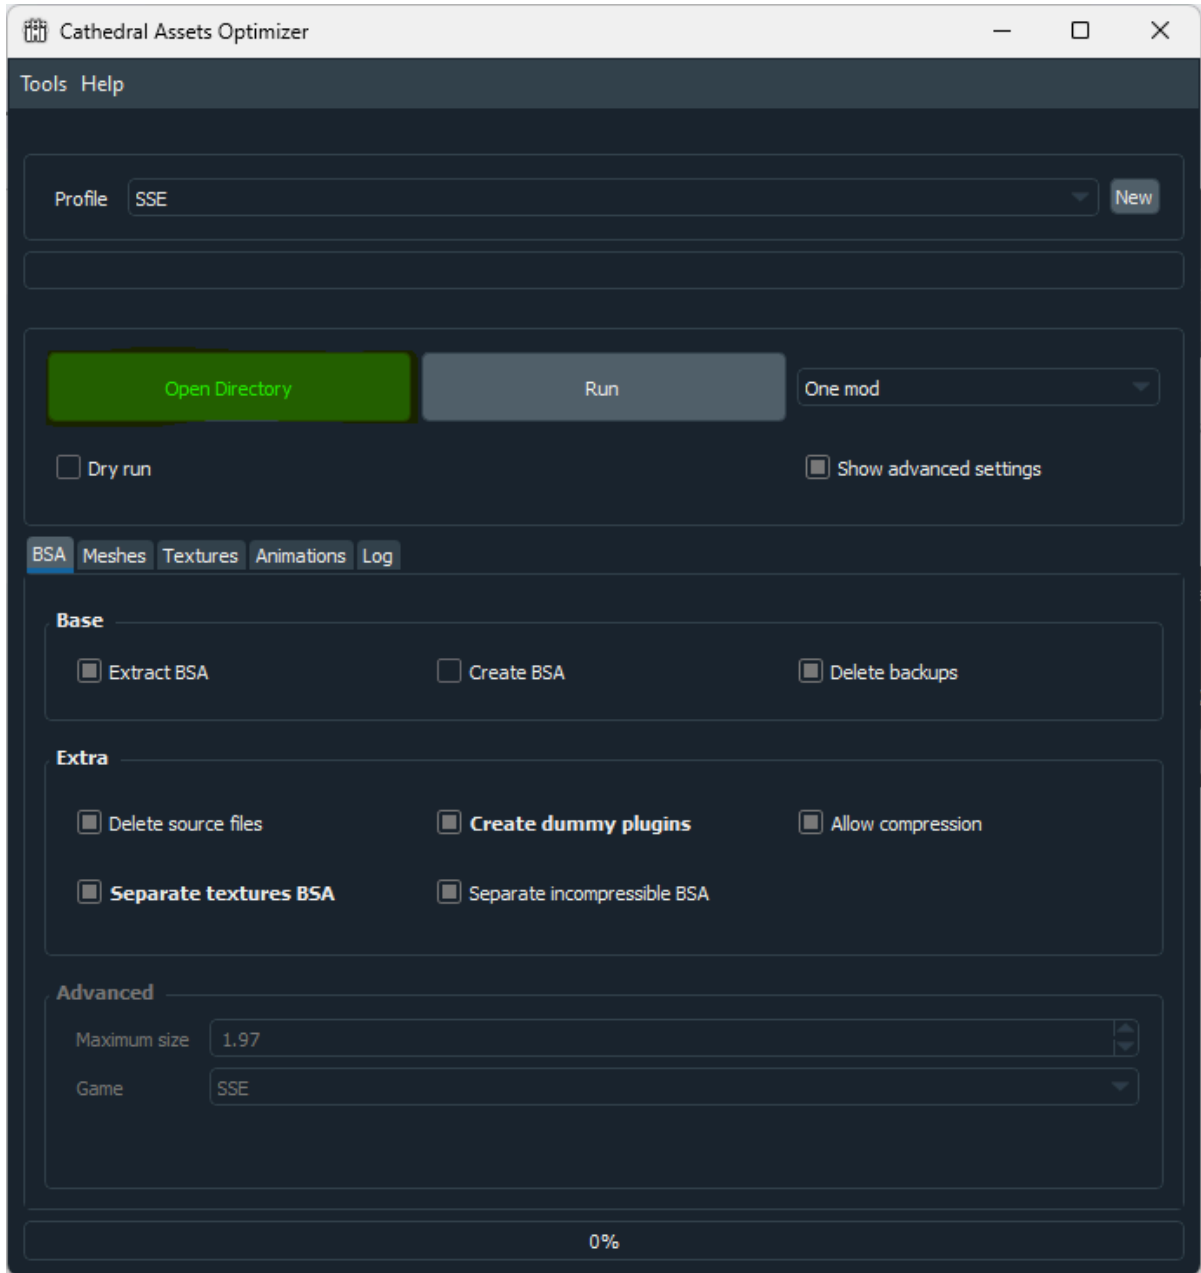 Cathedral Assets Optimizer
Tools Help
Profile SSE New
Open Directory Run One mod
Dry run Show advanced settings
BSA Meshes Textures Animations Log
Base
Extract BSA Create BSA Delete backups
Extra
Delete source files Create dummy plugins Allow compression
Separate textures BSA Separate incompressible BSA
Advanced
Maximum size 1.97
Game SSE
0%